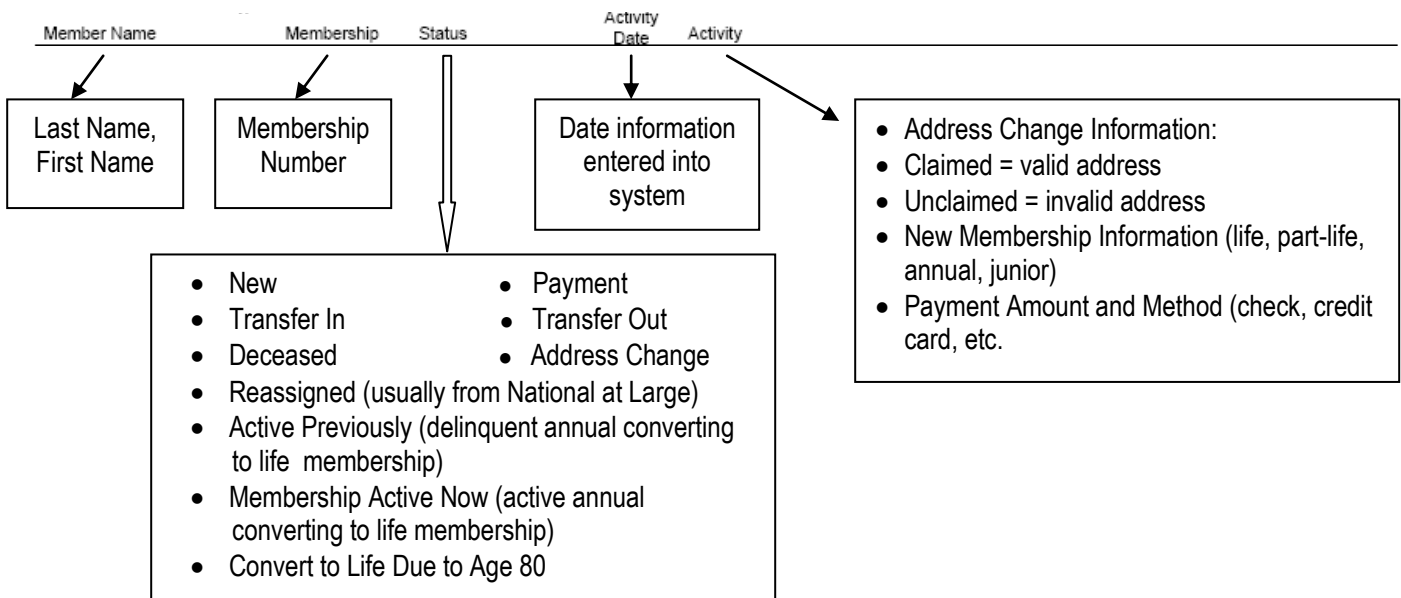 Member Name Membership Status Activity Date Activity
Last Name,
First Name
Membership
Number
Date information
entered into
system
• Address Change Information:
• Claimed = valid address
• Unclaimed = invalid address
• New Membership Information (life, part-life,
annual, junior)
• Payment Amount and Method (check, credit
card, etc.
• New • Payment
• Transfer In • Transfer Out
• Deceased • Address Change
• Reassigned (usually from National at Large)
• Active Previously (delinquent annual converting
to life membership)
• Membership Active Now (active annual
converting to life membership)
• Convert to Life Due to Age 80